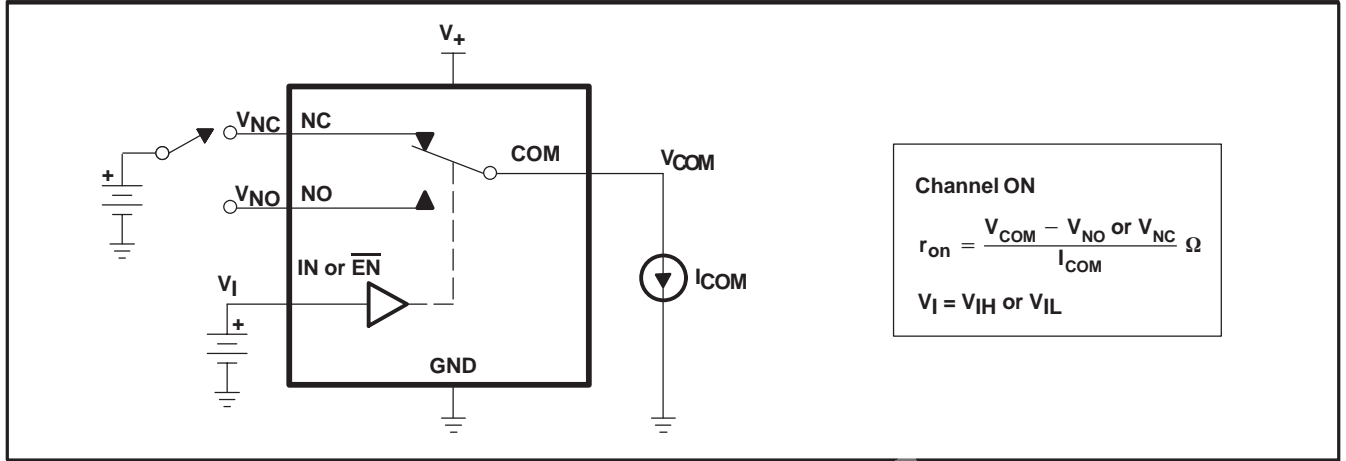 V+
VNC NC
COM
VCOM
+
VNO NO
IN or EN
VI
+
ICOM
GND
Channel ON
ron = VCOM − VNO or VNC / ICOM Ω
VI = VIH or VIL